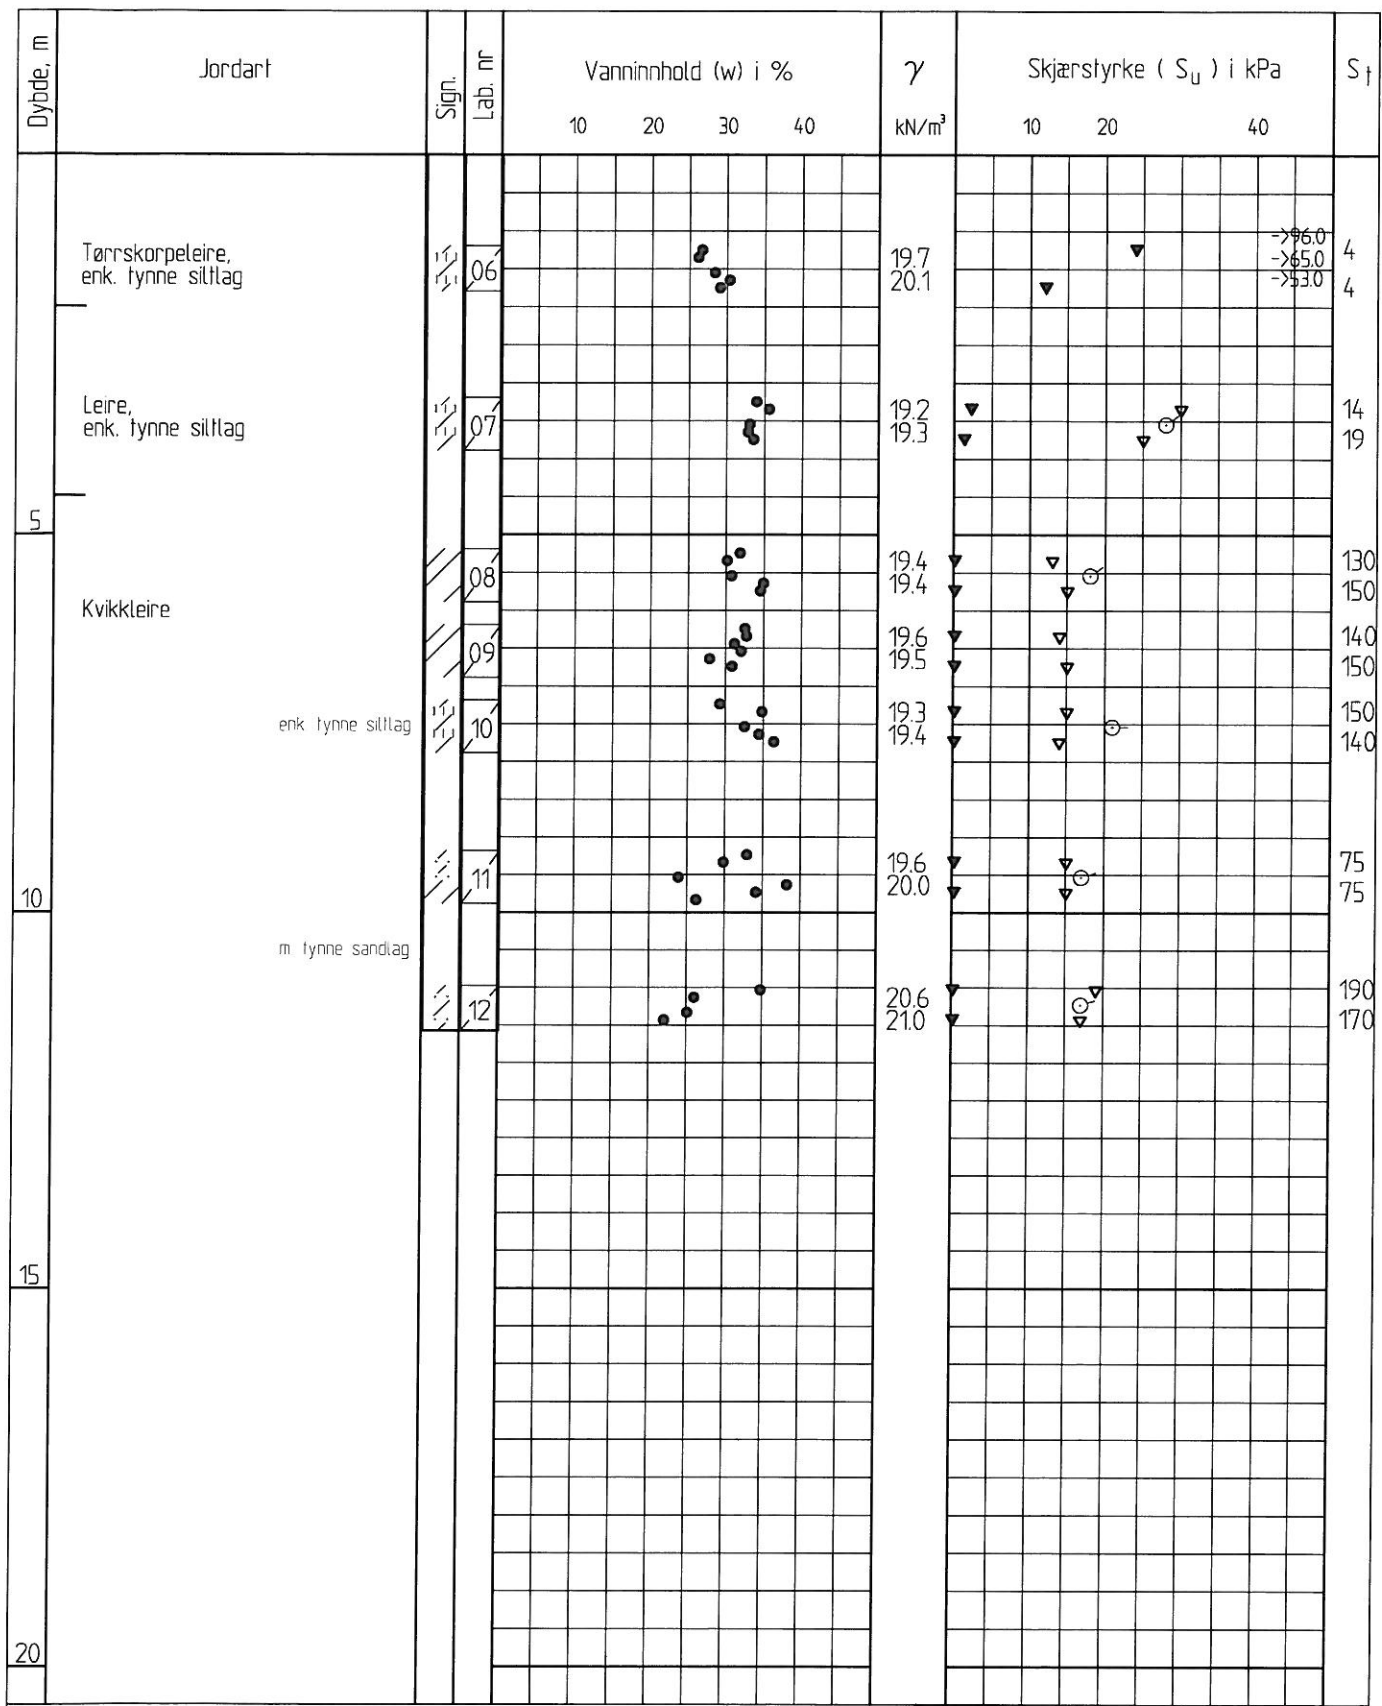 Dybde, m
Jordart
Sign.
Lab. nr
Vanninnhold (w) i %
10 20 30 40
γ
kN/m³
Skjærstyrke ( Su ) i kPa
10 20 40
St
Tørrskorpeleire,
enk. tynne siltlag
06
19.7
20.1
->96.0
->65.0
->53.0
4
4
Leire,
enk. tynne siltlag
07
19.2
19.3
14
19
5
08
19.4
19.4
130
150
Kvikkleire
09
19.6
19.5
140
150
enk tynne siltlag
10
19.3
19.4
150
140
11
19.6
20.0
75
75
10
m tynne sandlag
12
20.6
21.0
190
170
15
20